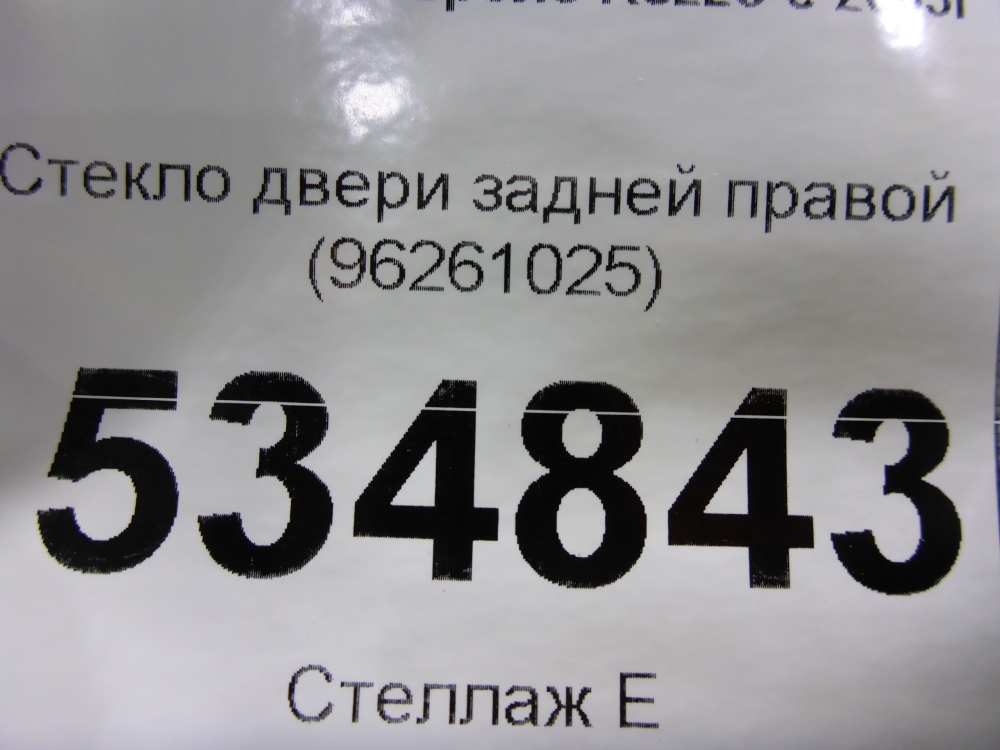 Стекло двери задней правой
(96261025)
534843
Стеллаж Е